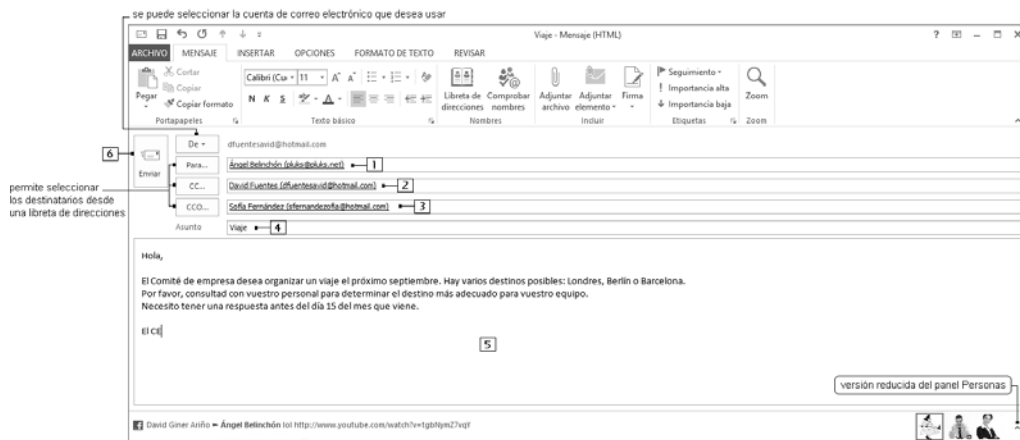 se puede seleccionar la cuenta de correo electrónico que desea usar
Viaje - Mensaje (HTML)
ARCHIVO MENSAJE INSERTAR OPCIONES FORMATO DE TEXTO REVISAR
Pegar
Cortar
Copiar
Copiar formato
Portapapeles
Calibri (Cu 11
N K S
Texto básico
Libreta de direcciones
Comprobar nombres
Nombres
Adjuntar archivo
Adjuntar elemento
Firma
Incluir
Seguimiento
Importancia alta
Importancia baja
Etiquetas
Zoom
Zoom
6
Enviar
De dfuentesavid@hotmail.com
Para... Ángel Belinchón (pluks@pluks.net) 1
CC... David Fuentes (dfuentesavid@hotmail.com) 2
CCO... Sofía Fernández (sfernandezofia@hotmail.com) 3
Asunto Viaje 4
permite seleccionar
los destinatarios desde
una libreta de direcciones
Hola,
El Comité de empresa desea organizar un viaje el próximo septiembre. Hay varios destinos posibles: Londres, Berlín o Barcelona.
Por favor, consultad con vuestro personal para determinar el destino más adecuado para vuestro equipo.
Necesito tener una respuesta antes del día 15 del mes que viene.
El CE
5
versión reducida del panel Personas
David Giner Ariño Ángel Belinchón lol